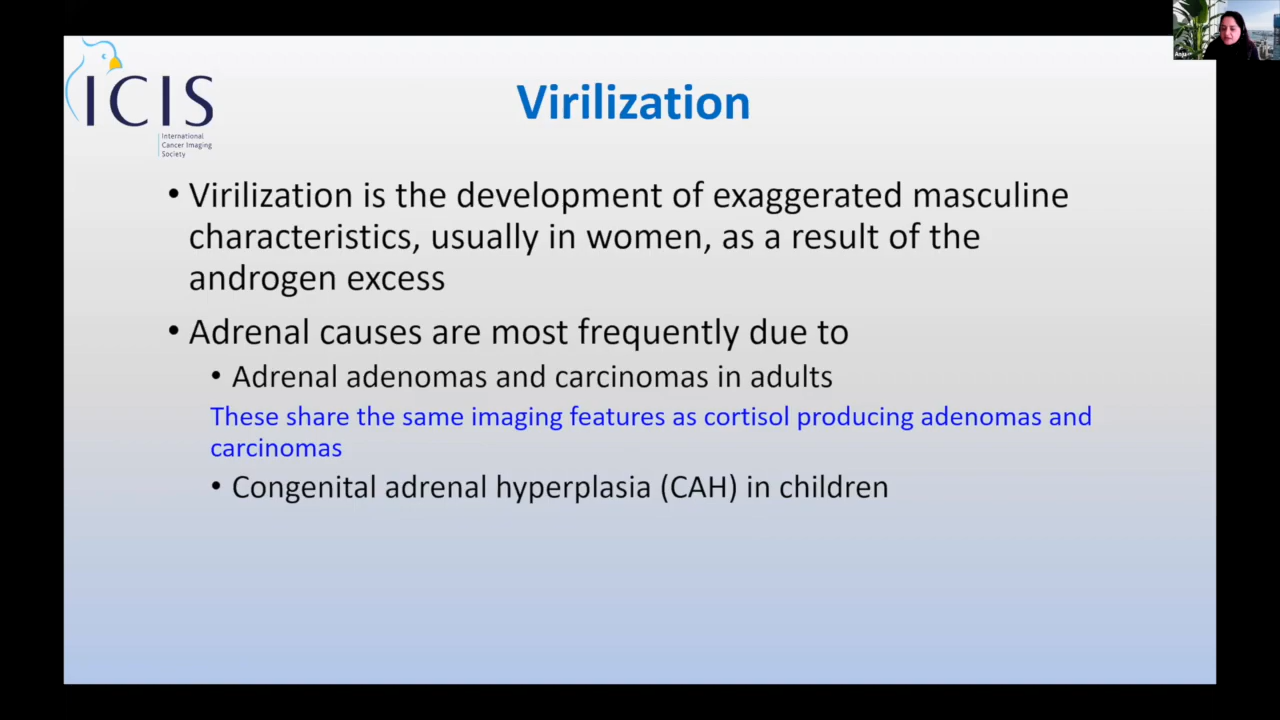 Anju
ICIS
International
Cancer Imaging
Society
Virilization
• Virilization is the development of exaggerated masculine
characteristics, usually in women, as a result of the
androgen excess
• Adrenal causes are most frequently due to
• Adrenal adenomas and carcinomas in adults
These share the same imaging features as cortisol producing adenomas and
carcinomas
• Congenital adrenal hyperplasia (CAH) in children